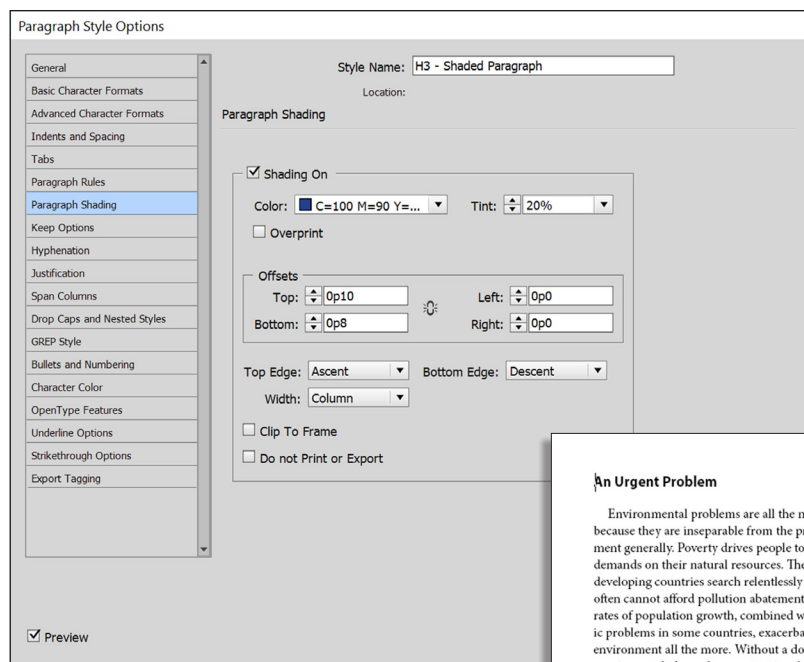 Paragraph Style Options
General
Basic Character Formats
Advanced Character Formats
Indents and Spacing
Tabs
Paragraph Rules
Paragraph Shading
Keep Options
Hyphenation
Justification
Span Columns
Drop Caps and Nested Styles
GREP Style
Bullets and Numbering
Character Color
OpenType Features
Underline Options
Strikethrough Options
Export Tagging
Preview
Style Name: H3 - Shaded Paragraph
Location:
Paragraph Shading
Shading On
Color: C=100 M=90 Y=... Tint: 20%
Overprint
Offsets
Top: 0p10 Left: 0p0
Bottom: 0p8 Right: 0p0
Top Edge: Ascent Bottom Edge: Descent
Width: Column
Clip To Frame
Do not Print or Export
An Urgent Problem
Environmental problems are all the
because they are inseparable from the
ment generally. Poverty drives people to
demands on their natural resources. The
developing countries search relentlessly
often cannot afford pollution abatement
rates of population growth, combined
ic problems in some countries,
environment all the more. Without a